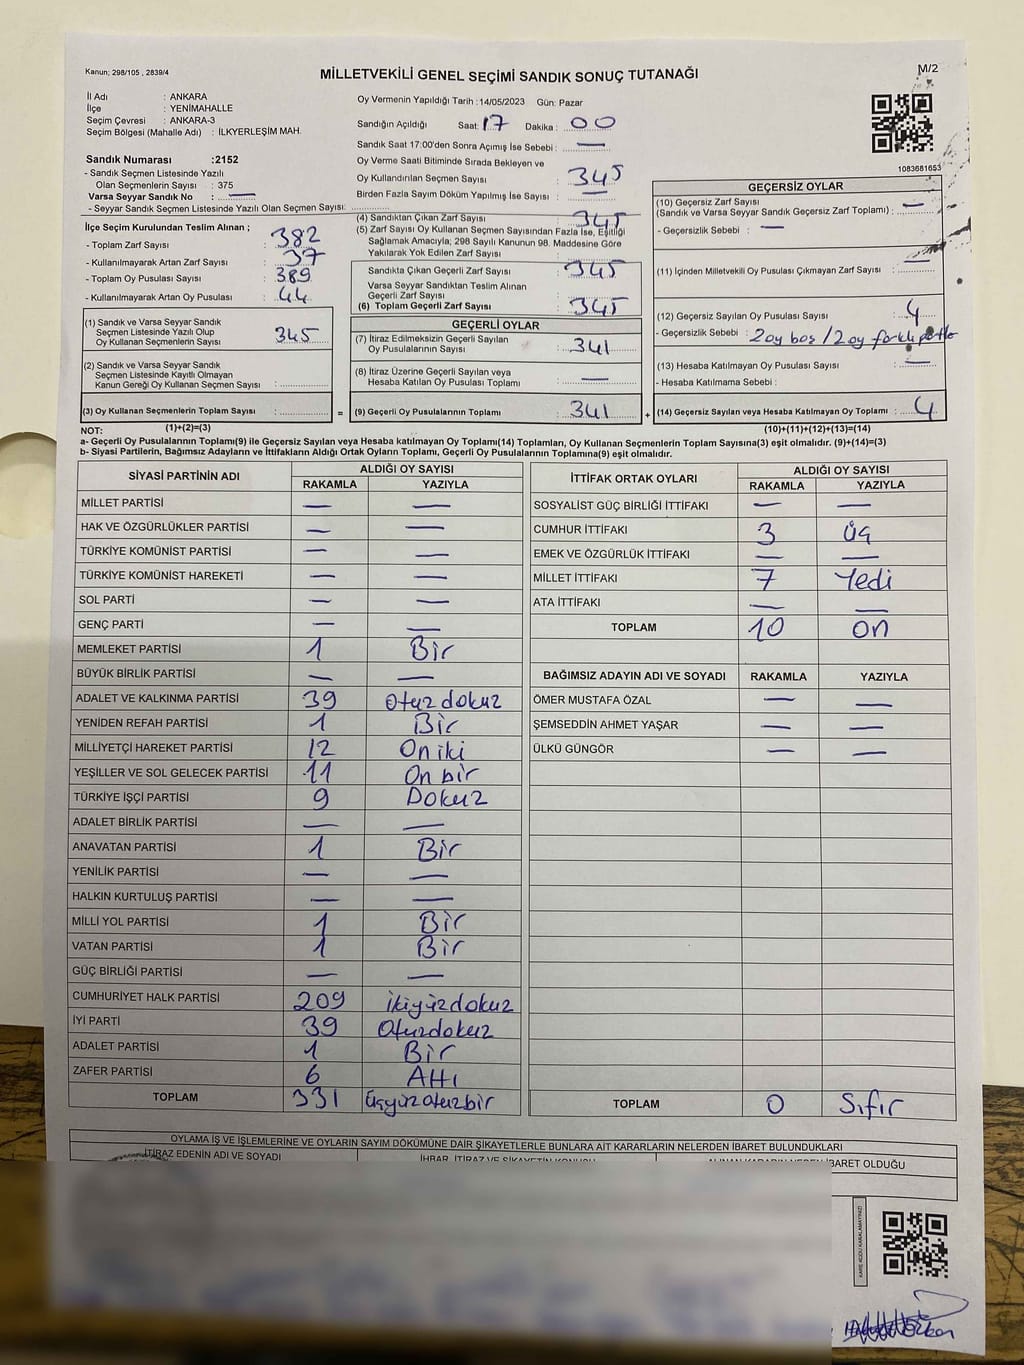 Kanun; 298/105 , 2839/4
MİLLETVEKİLİ GENEL SEÇİMİ SANDIK SONUÇ TUTANAĞI
M/2
İl Adı : ANKARA
İlçe : YENİMAHALLE
Seçim Çevresi : ANKARA-3
Seçim Bölgesi (Mahalle Adı) : İLKYERLEŞİM MAH.
Sandık Numarası :2152
- Sandık Seçmen Listesinde Yazılı
Olan Seçmenlerin Sayısı : 375
Varsa Seyyar Sandık No : —
- Seyyar Sandık Seçmen Listesinde Yazılı Olan Seçmen Sayısı:
Oy Vermenin Yapıldığı Tarih :14/05/2023 Gün: Pazar
Sandığın Açıldığı Saat: 17 Dakika : 00
Sandık Saat 17:00'den Sonra Açımış İse Sebebi : —
Oy Verme Saati Bitiminde Sırada Bekleyen ve
Oy Kullandırılan Seçmen Sayısı : 345
Birden Fazla Sayım Döküm Yapılmış İse Sayısı : —
1083681653
İlçe Seçim Kurulundan Teslim Alınan ;
- Toplam Zarf Sayısı : 382
- Kullanılmayarak Artan Zarf Sayısı : 37
- Toplam Oy Pusulası Sayısı : 389
- Kullanılmayarak Artan Oy Pusulası : 44
(4) Sandıktan Çıkan Zarf Sayısı : 345
(5) Zarf Sayısı Oy Kullanan Seçmen Sayısından Fazla İse, Eşitliği
Sağlamak Amacıyla; 298 Sayılı Kanunun 98. Maddesine Göre
Yakılarak Yok Edilen Zarf Sayısı :
Sandıkta Çıkan Geçerli Zarf Sayısı : 345
Varsa Seyyar Sandıktan Teslim Alınan
Geçerli Zarf Sayısı :
(6) Toplam Geçerli Zarf Sayısı : 345
GEÇERSİZ OYLAR
(10) Geçersiz Zarf Sayısı
(Sandık ve Varsa Seyyar Sandık Geçersiz Zarf Toplamı) : —
- Geçersizlik Sebebi : —
(11) İçinden Milletvekili Oy Pusulası Çıkmayan Zarf Sayısı : —
(12) Geçersiz Sayılan Oy Pusulası Sayısı : 4
- Geçersizlik Sebebi : 2 oy boş / 2 oy farklı
(13) Hesaba Katılmayan Oy Pusulası Sayısı : —
- Hesaba Katılmama Sebebi :
(14) Geçersiz Sayılan veya Hesaba Katılmayan Oy Toplamı : 4
(10)+(11)+(12)+(13)=(14)
(1) Sandık ve Varsa Seyyar Sandık
Seçmen Listesinde Yazılı Olup
Oy Kullanan Seçmenlerin Sayısı : 345
(2) Sandık ve Varsa Seyyar Sandık
Seçmen Listesinde Kayıtlı Olmayan
Kanun Gereği Oy Kullanan Seçmen Sayısı :
(3) Oy Kullanan Seçmenlerin Toplam Sayısı :
(1)+(2)=(3)
=
GEÇERLİ OYLAR
(7) İtiraz Edilmeksizin Geçerli Sayılan
Oy Pusulalarının Sayısı : 341
(8) İtiraz Üzerine Geçerli Sayılan veya
Hesaba Katılan Oy Pusulası Toplamı : —
(9) Geçerli Oy Pusulalarının Toplamı : 341
+
NOT:
a- Geçerli Oy Pusulalarının Toplamı(9) ile Geçersiz Sayılan veya Hesaba katılmayan Oy Toplamı(14) Toplamları, Oy Kullanan Seçmenlerin Toplam Sayısına(3) eşit olmalıdır. (9)+(14)=(3)
b- Siyasi Partilerin, Bağımsız Adayların ve İttifakların Aldığı Ortak Oyların Toplamı, Geçerli Oy Pusulalarının Toplamına(9) eşit olmalıdır.
SİYASİ PARTİNİN ADI ALDIĞI OY SAYISI
RAKAMLA YAZIYLA
MİLLET PARTİSİ — —
HAK VE ÖZGÜRLÜKLER PARTİSİ — —
TÜRKİYE KOMÜNİST PARTİSİ — —
TÜRKİYE KOMÜNİST HAREKETİ — —
SOL PARTİ — —
GENÇ PARTİ — —
MEMLEKET PARTİSİ 1 Bir
BÜYÜK BİRLİK PARTİSİ — —
ADALET VE KALKINMA PARTİSİ 39 Otuz dokuz
YENİDEN REFAH PARTİSİ 1 Bir
MİLLİYETÇİ HAREKET PARTİSİ 12 On iki
YEŞİLLER VE SOL GELECEK PARTİSİ 11 On bir
TÜRKİYE İŞÇİ PARTİSİ 9 Dokuz
ADALET BİRLİK PARTİSİ — —
ANAVATAN PARTİSİ 1 Bir
YENİLİK PARTİSİ — —
HALKIN KURTULUŞ PARTİSİ — —
MİLLİ YOL PARTİSİ 1 Bir
VATAN PARTİSİ 1 Bir
GÜÇ BİRLİĞİ PARTİSİ — —
CUMHURİYET HALK PARTİSİ 209 İkiyüzdokuz
İYİ PARTİ 39 Otuzdokuz
ADALET PARTİSİ 1 Bir
ZAFER PARTİSİ 6 Altı
TOPLAM 331 üçyüzotuzbir
İTTİFAK ORTAK OYLARI ALDIĞI OY SAYISI
RAKAMLA YAZIYLA
SOSYALİST GÜÇ BİRLİĞİ İTTİFAKI — —
CUMHUR İTTİFAKI 3 üç
EMEK VE ÖZGÜRLÜK İTTİFAKI — —
MİLLET İTTİFAKI 7 Yedi
ATA İTTİFAKI — —
TOPLAM 10 on
BAĞIMSIZ ADAYIN ADI VE SOYADI RAKAMLA YAZIYLA
ÖMER MUSTAFA ÖZAL — —
ŞEMSEDDİN AHMET YAŞAR — —
ÜLKÜ GÜNGÖR — —
TOPLAM 0 Sıfır
OYLAMA İŞ VE İŞLEMLERİNE VE OYLARIN SAYIM DÖKÜMÜNE DAİR ŞİKAYETLERLE BUNLARA AİT KARARLARIN NELERDEN İBARET BULUNDUKLARI
İTİRAZ EDENİN ADI VE SOYADI İHBAR, İTİRAZ VE ŞİKAYETİN KONUSU ALINAN KARARIN NEDEN İBARET OLDUĞU